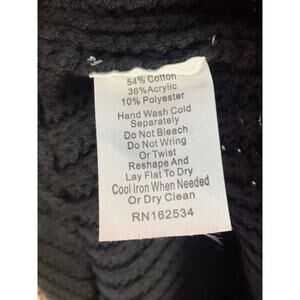 54% Cotton
36%Acrylic
10% Polyester
Hand Wash Cold
Separately
Do Not Bleach
Do Not Wring
Or Twist
Reshape And
Lay Flat To Dry
Cool Iron When Needed
Or Dry Clean
RN162534